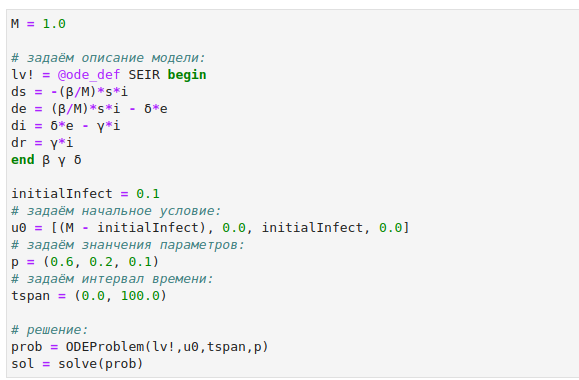 M = 1.0
# задаём описание модели:
lv! = @ode_def SEIR begin
ds = -(β/M)*s*i
de = (β/M)*s*i - δ*e
di = δ*e - γ*i
dr = γ*i
end β γ δ
initialInfect = 0.1
# задаём начальное условие:
u0 = [(M - initialInfect), 0.0, initialInfect, 0.0]
# задаём знанчения параметров:
p = (0.6, 0.2, 0.1)
# задаём интервал времени:
tspan = (0.0, 100.0)
# решение:
prob = ODEProblem(lv!,u0,tspan,p)
sol = solve(prob)